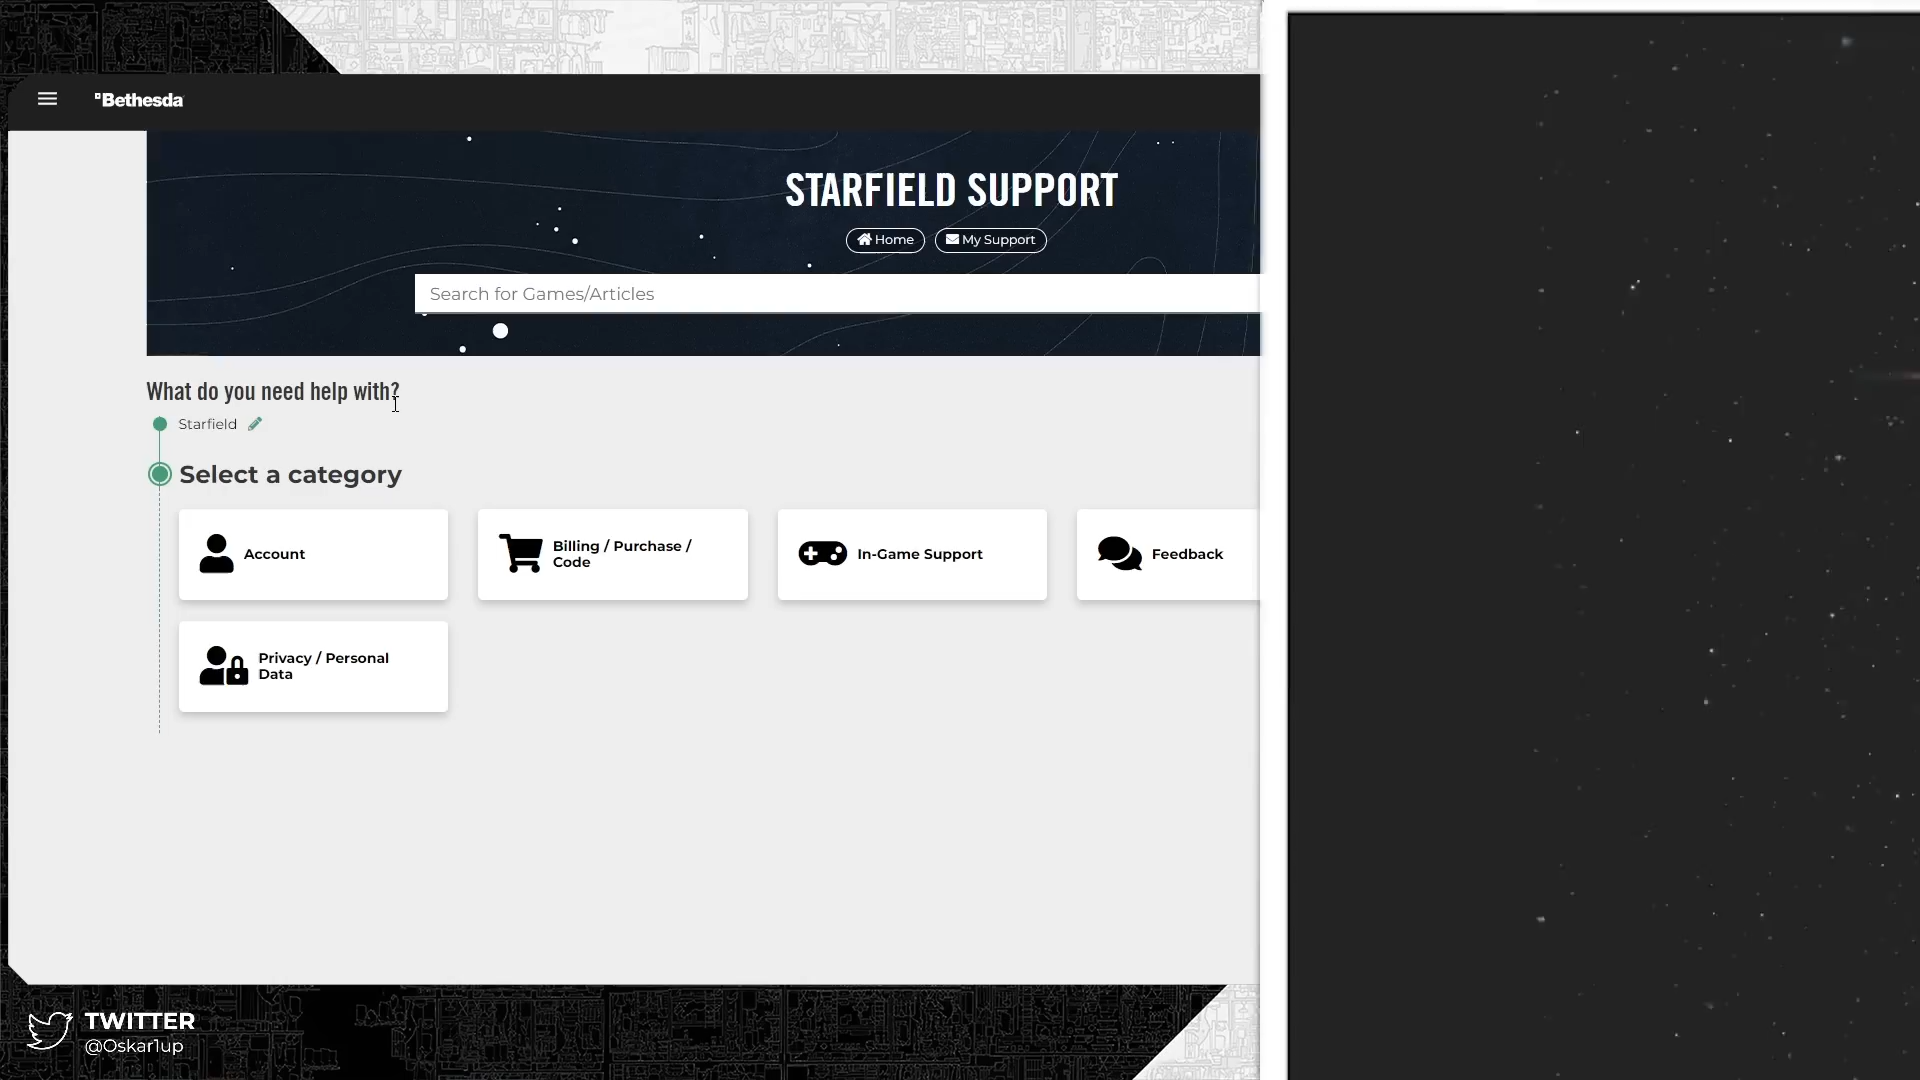 Bethesda
STARFIELD SUPPORT
Home
My Support
Search for Games/Articles
What do you need help with?
Starfield
Select a category
Account
Billing / Purchase /
Code
In-Game Support
Feedback
Privacy / Personal
Data
TWITTER
@Oskar1up